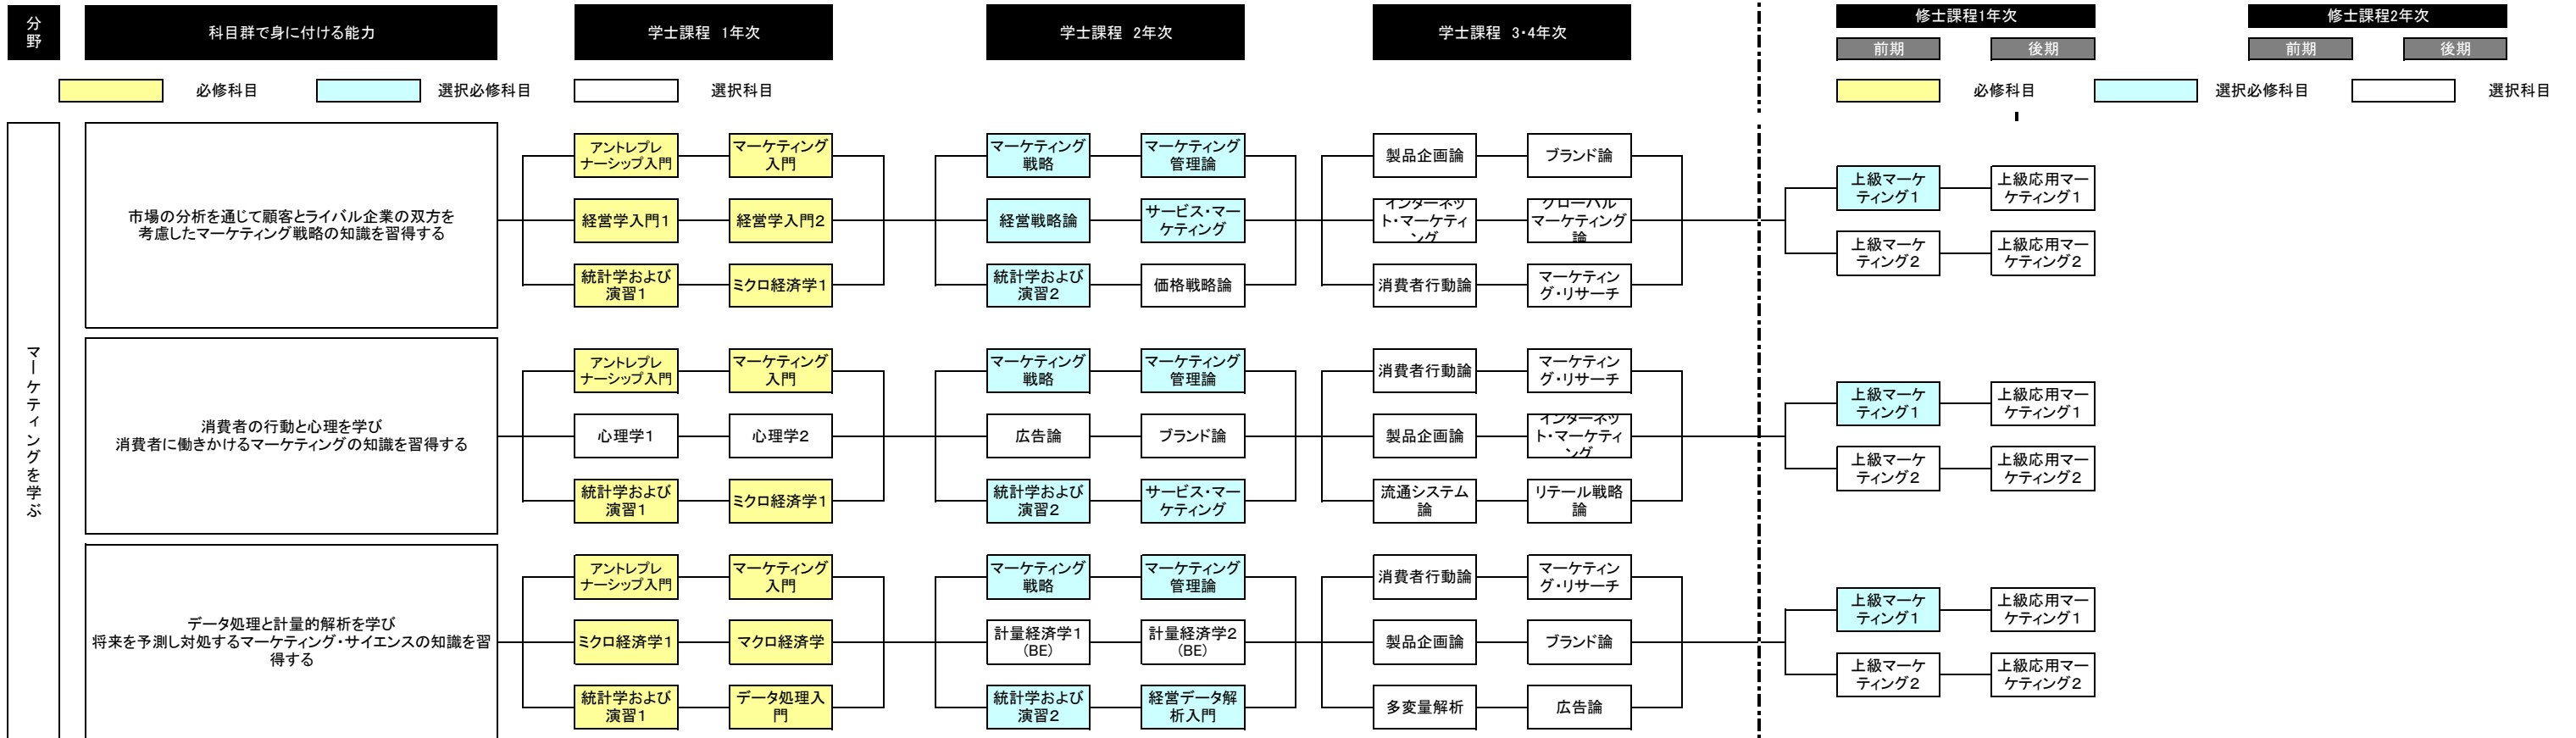 分
野
科目群で身に付ける能力
学士課程 1年次
学士課程 2年次
学士課程 3・4年次
修士課程1年次
前期
後期
修士課程2年次
前期
後期
必修科目
選択必修科目
選択科目
必修科目
選択必修科目
選択科目
マーケティングを学ぶ
市場の分析を通じて顧客とライバル企業の双方を
考慮したマーケティング戦略の知識を習得する
アントレプレ
ナーシップ入門
マーケティング
入門
経営学入門1
経営学入門2
統計学および
演習1
ミクロ経済学1
マーケティング
戦略
マーケティング
管理論
経営戦略論
サービス・マー
ケティング
統計学および
演習2
価格戦略論
製品企画論
ブランド論
インターネッ
ト・マーケティ
ング
グローバル
マーケティング
論
消費者行動論
マーケティン
グ・リサーチ
上級マーケ
ティング1
上級応用マー
ケティング1
上級マーケ
ティング2
上級応用マー
ケティング2
消費者の行動と心理を学び
消費者に働きかけるマーケティングの知識を習得する
アントレプレ
ナーシップ入門
マーケティング
入門
心理学1
心理学2
統計学および
演習1
ミクロ経済学1
マーケティング
戦略
マーケティング
管理論
広告論
ブランド論
統計学および
演習2
サービス・マー
ケティング
消費者行動論
マーケティン
グ・リサーチ
製品企画論
インターネッ
ト・マーケティ
ング
流通システム
論
リテール戦略
論
上級マーケ
ティング1
上級応用マー
ケティング1
上級マーケ
ティング2
上級応用マー
ケティング2
データ処理と計量的解析を学び
将来を予測し対処するマーケティング・サイエンスの知識を習
得する
アントレプレ
ナーシップ入門
マーケティング
入門
ミクロ経済学1
マクロ経済学
統計学および
演習1
データ処理入
門
マーケティング
戦略
マーケティング
管理論
計量経済学1
(BE)
計量経済学2
(BE)
統計学および
演習2
経営データ解
析入門
消費者行動論
マーケティン
グ・リサーチ
製品企画論
ブランド論
多変量解析
広告論
上級マーケ
ティング1
上級応用マー
ケティング1
上級マーケ
ティング2
上級応用マー
ケティング2